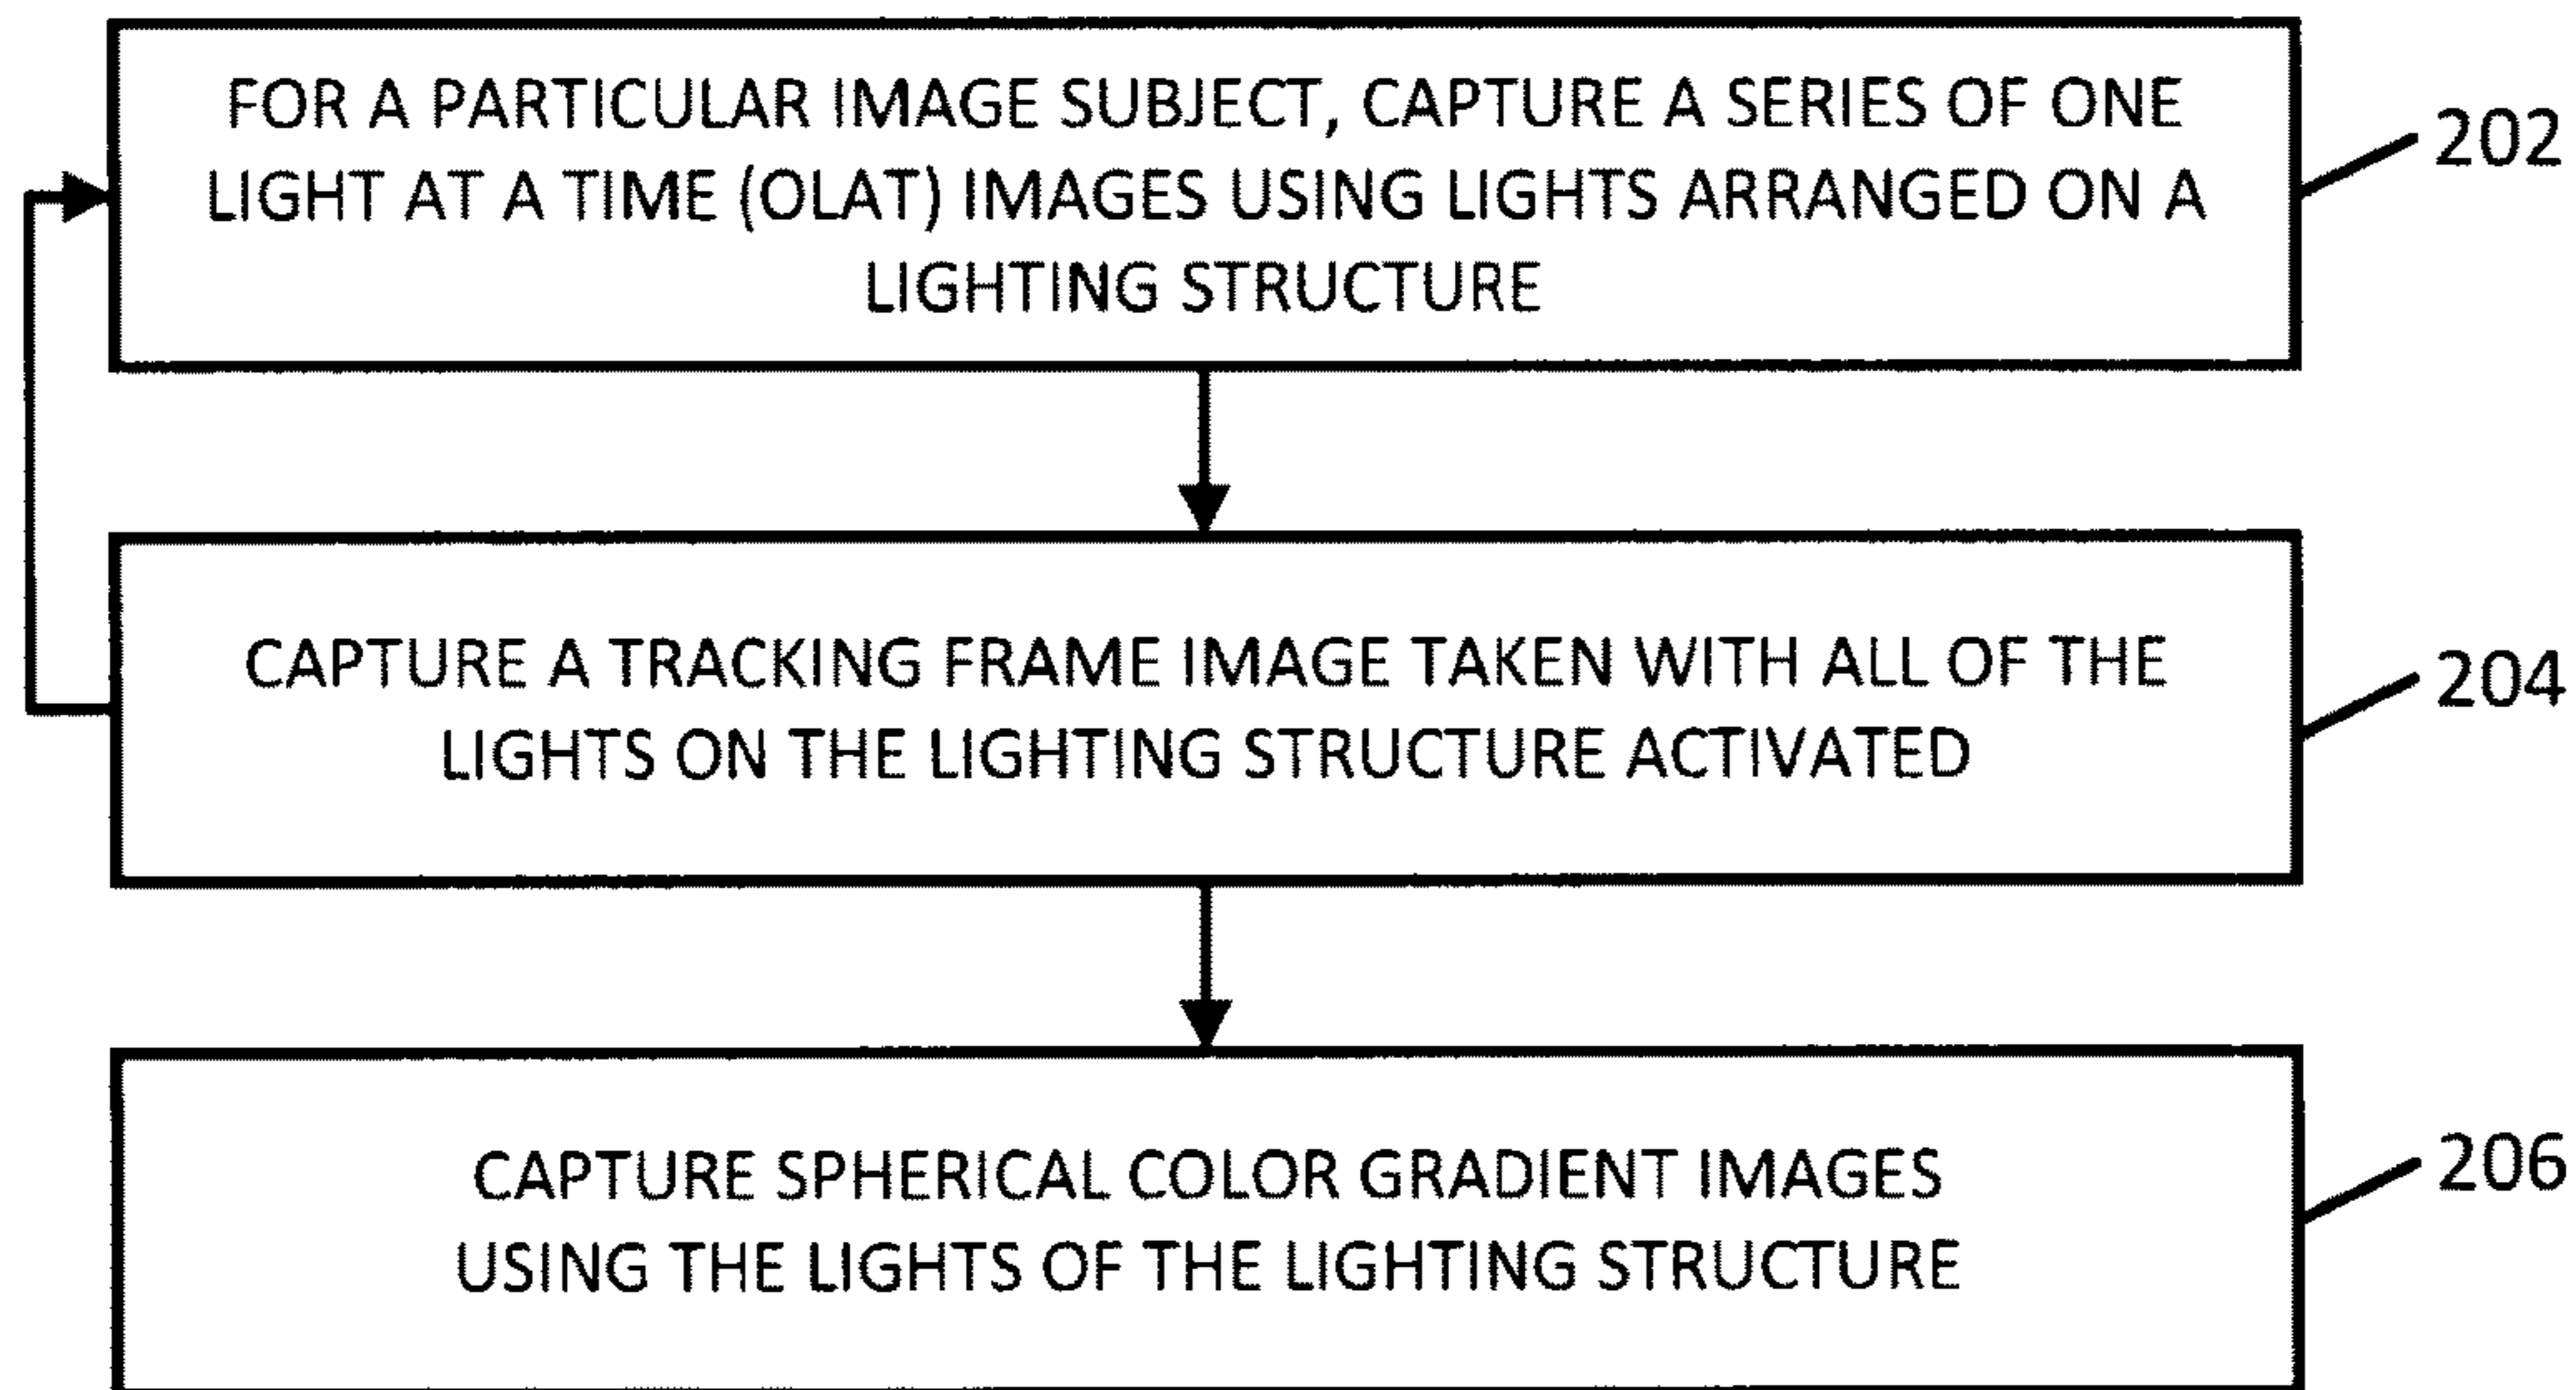 FOR A PARTICULAR IMAGE SUBJECT, CAPTURE A SERIES OF ONE
LIGHT AT A TIME (OLAT) IMAGES USING LIGHTS ARRANGED ON A
LIGHTING STRUCTURE
202
CAPTURE A TRACKING FRAME IMAGE TAKEN WITH ALL OF THE
LIGHTS ON THE LIGHTING STRUCTURE ACTIVATED
204
CAPTURE SPHERICAL COLOR GRADIENT IMAGES
USING THE LIGHTS OF THE LIGHTING STRUCTURE
206